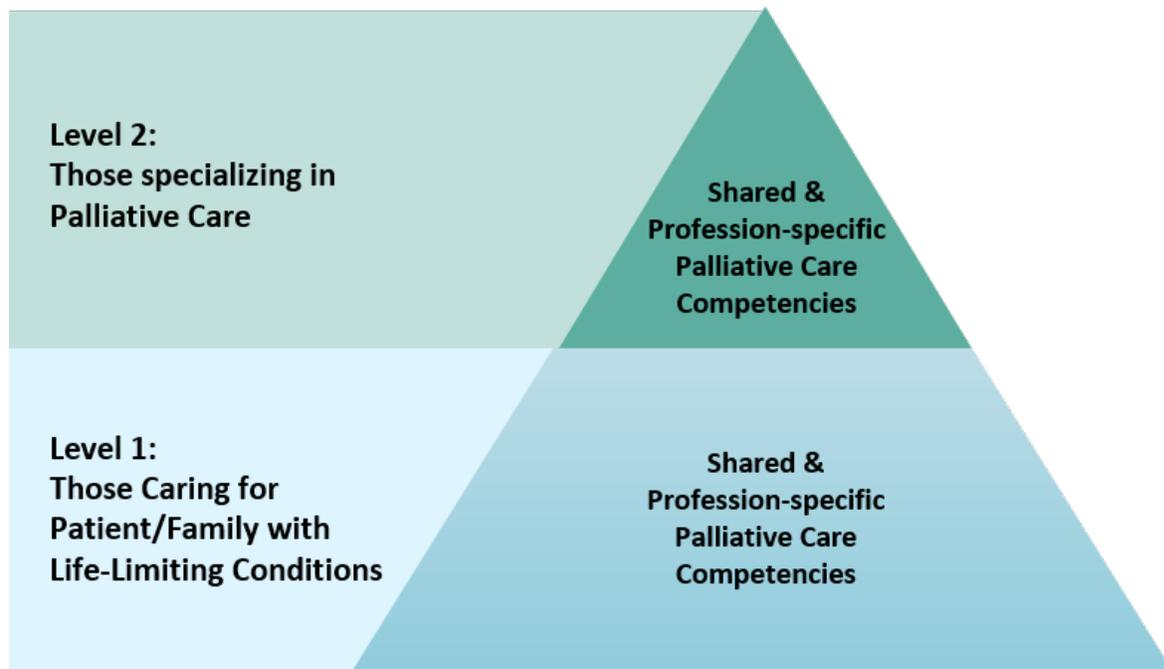 Level 2:
Those specializing in
Palliative Care
Shared &
Profession-specific
Palliative Care
Competencies
Level 1:
Those Caring for
Patient/Family with
Life-Limiting Conditions
Shared &
Profession-specific
Palliative Care
Competencies